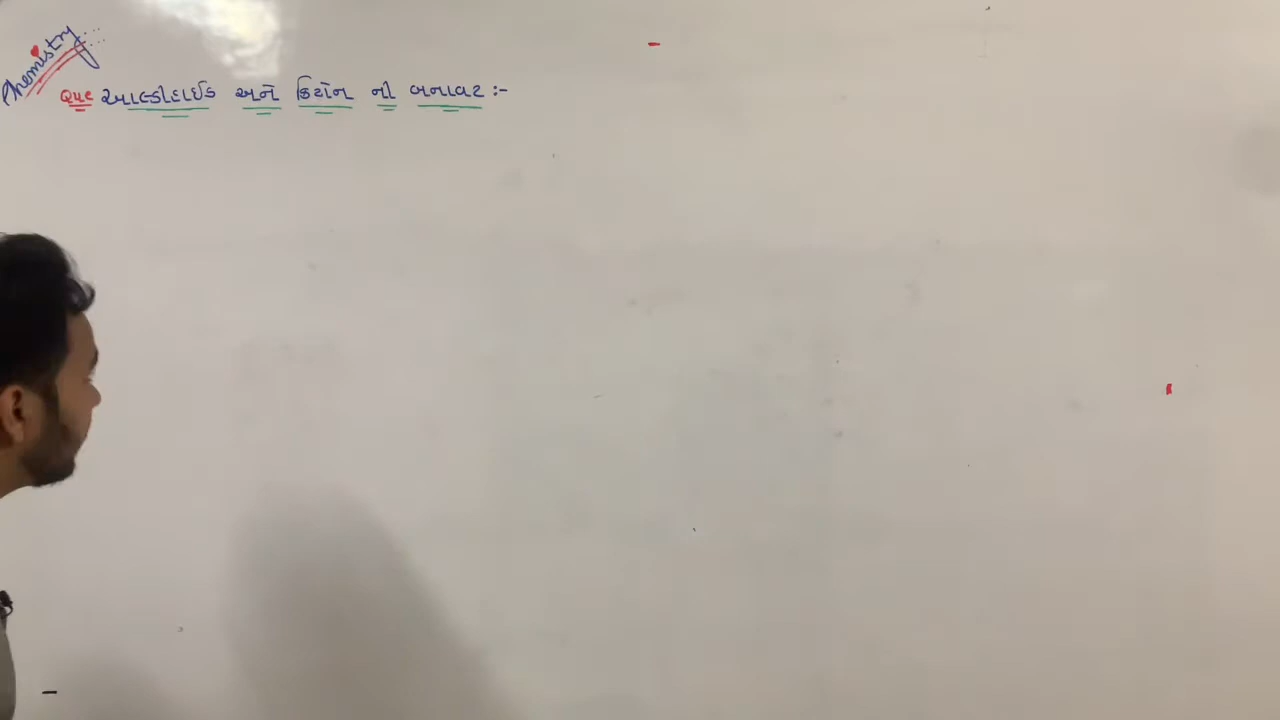 Chemistry...
Que આલ્ડીહાઈડ અને કિટોન ની બનાવટ :-